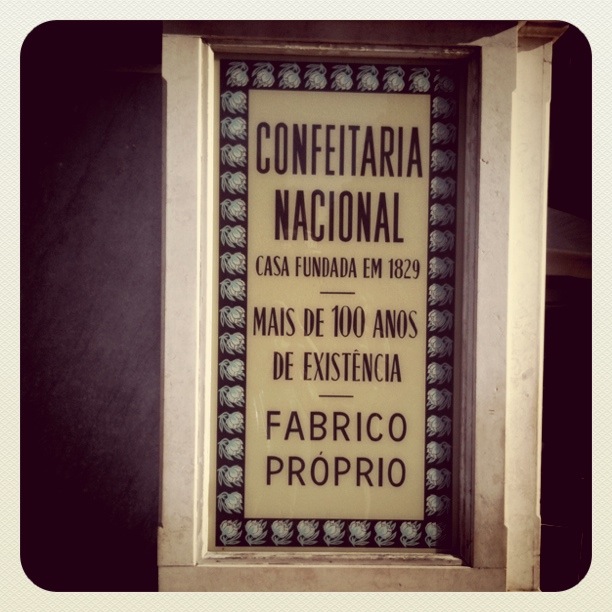 CONFEITARIA
NACIONAL
CASA FUNDADA EM 1829
MAIS DE 100 ANOS
DE EXISTÊNCIA
FABRICO
PRÓPRIO